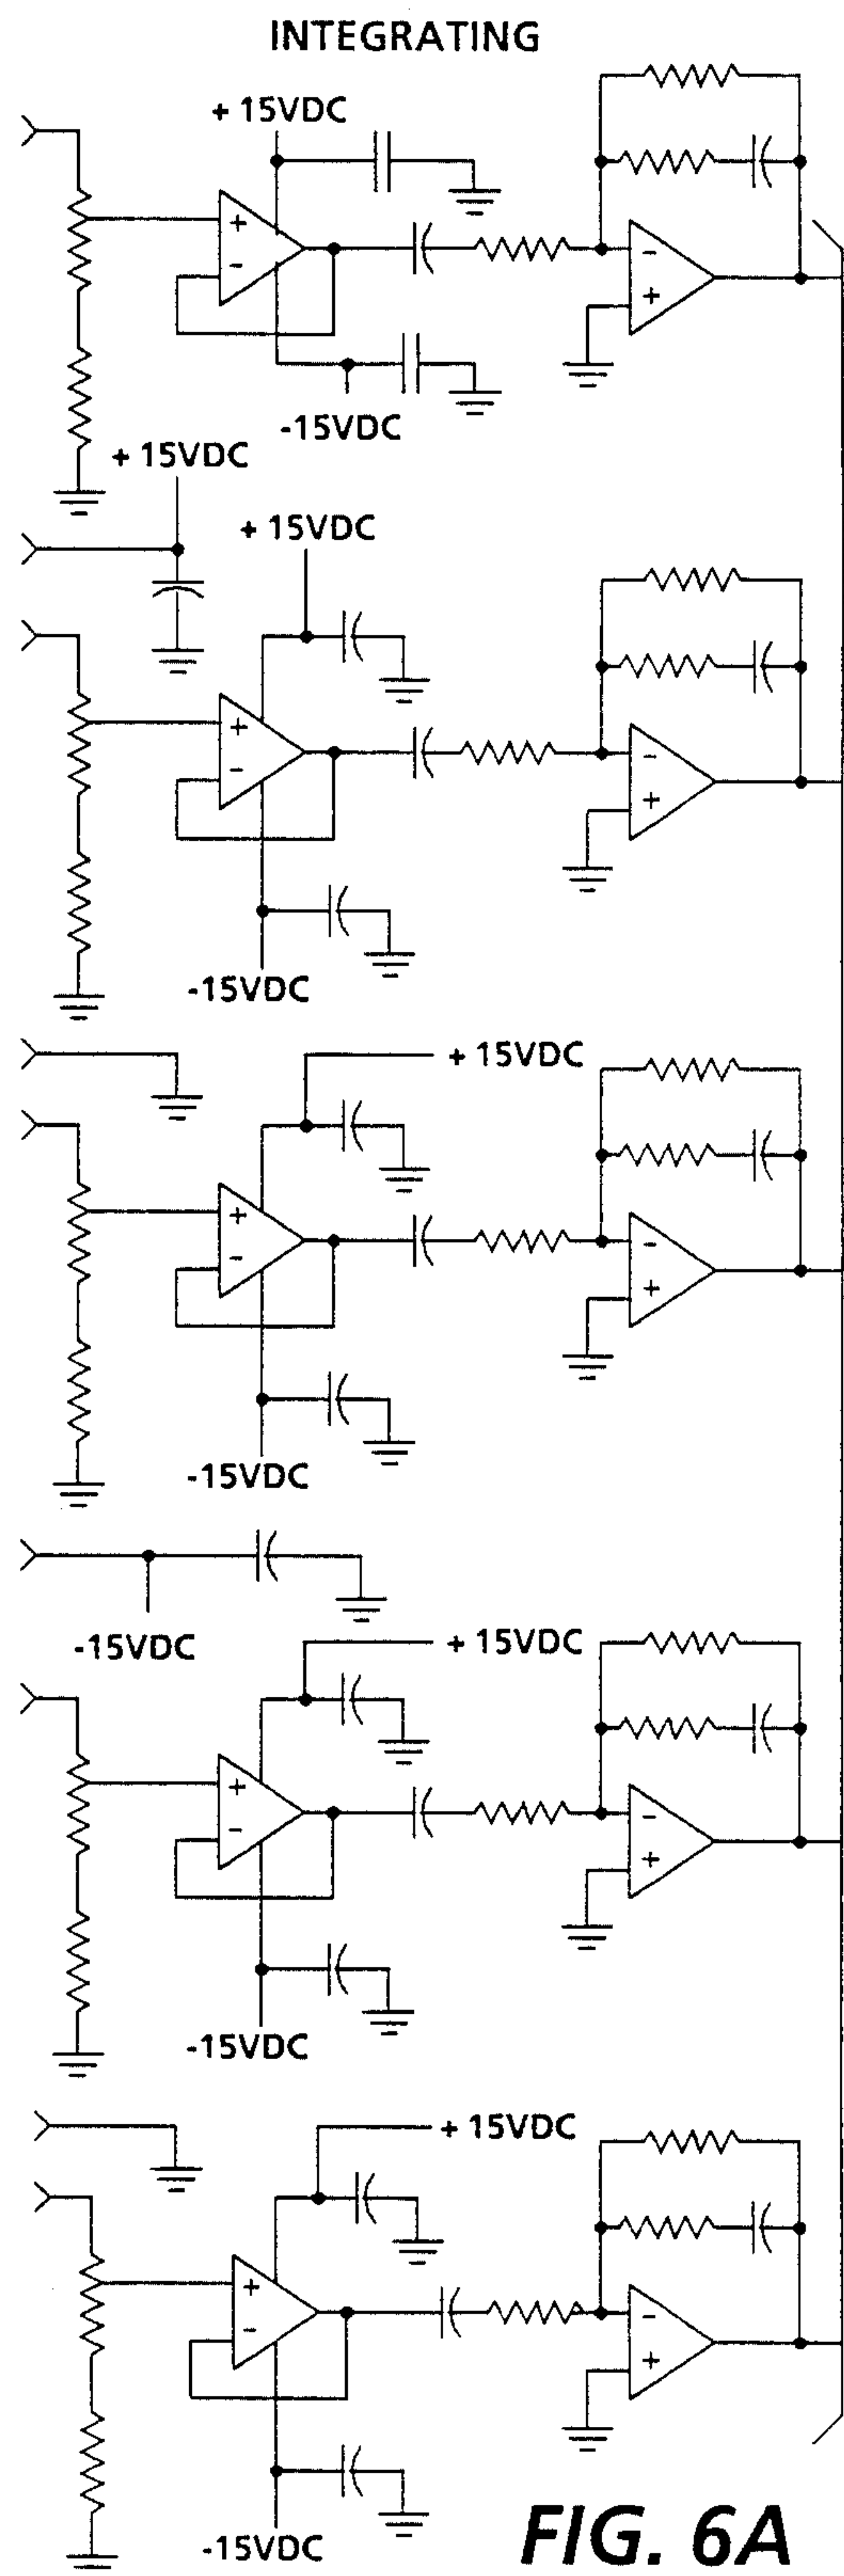 INTEGRATING
+ 15VDC
+
-
-
+
-15VDC
+ 15VDC
+ 15VDC
+
-
-
+
-15VDC
+ 15VDC
+
-
-
+
-15VDC
-15VDC
+ 15VDC
+
-
-
+
-15VDC
+ 15VDC
+
-
-
+
-15VDC
FIG. 6A